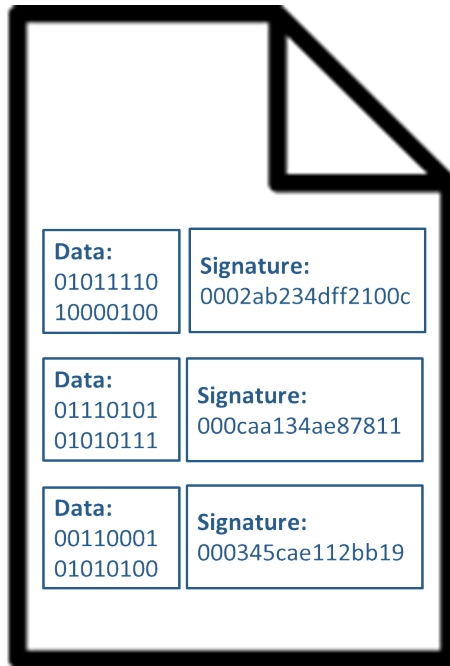 Data:
01011110
10000100
Signature:
0002ab234dff2100c
Data:
01110101
01010111
Signature:
000caa134ae87811
Data:
00110001
01010100
Signature:
000345cae112bb19